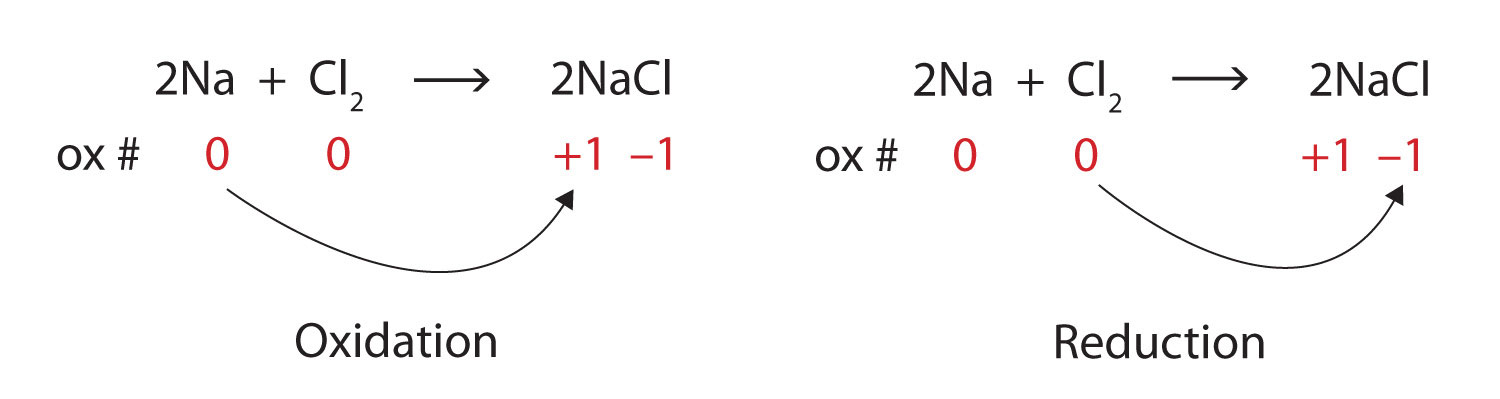 2Na + Cl₂ ⟶ 2NaCl
ox # 0 0 +1 –1
Oxidation
2Na + Cl₂ ⟶ 2NaCl
ox # 0 0 +1 –1
Reduction